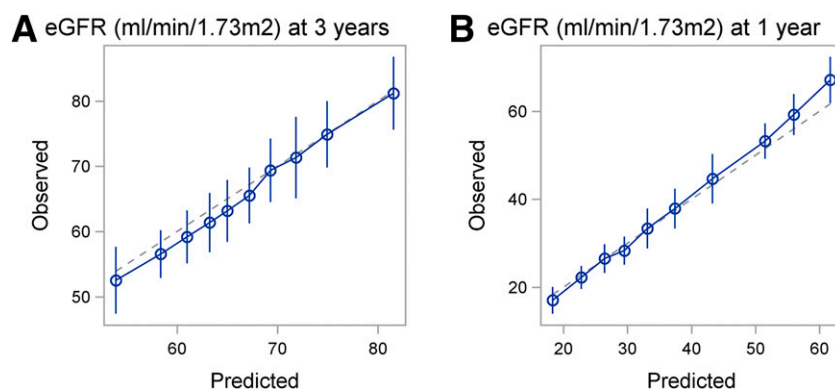 A eGFR (ml/min/1.73m2) at 3 years
Observed
80
70
60
50
60 70 80
Predicted
B eGFR (ml/min/1.73m2) at 1 year
Observed
60
40
20
20 30 40 50 60
Predicted